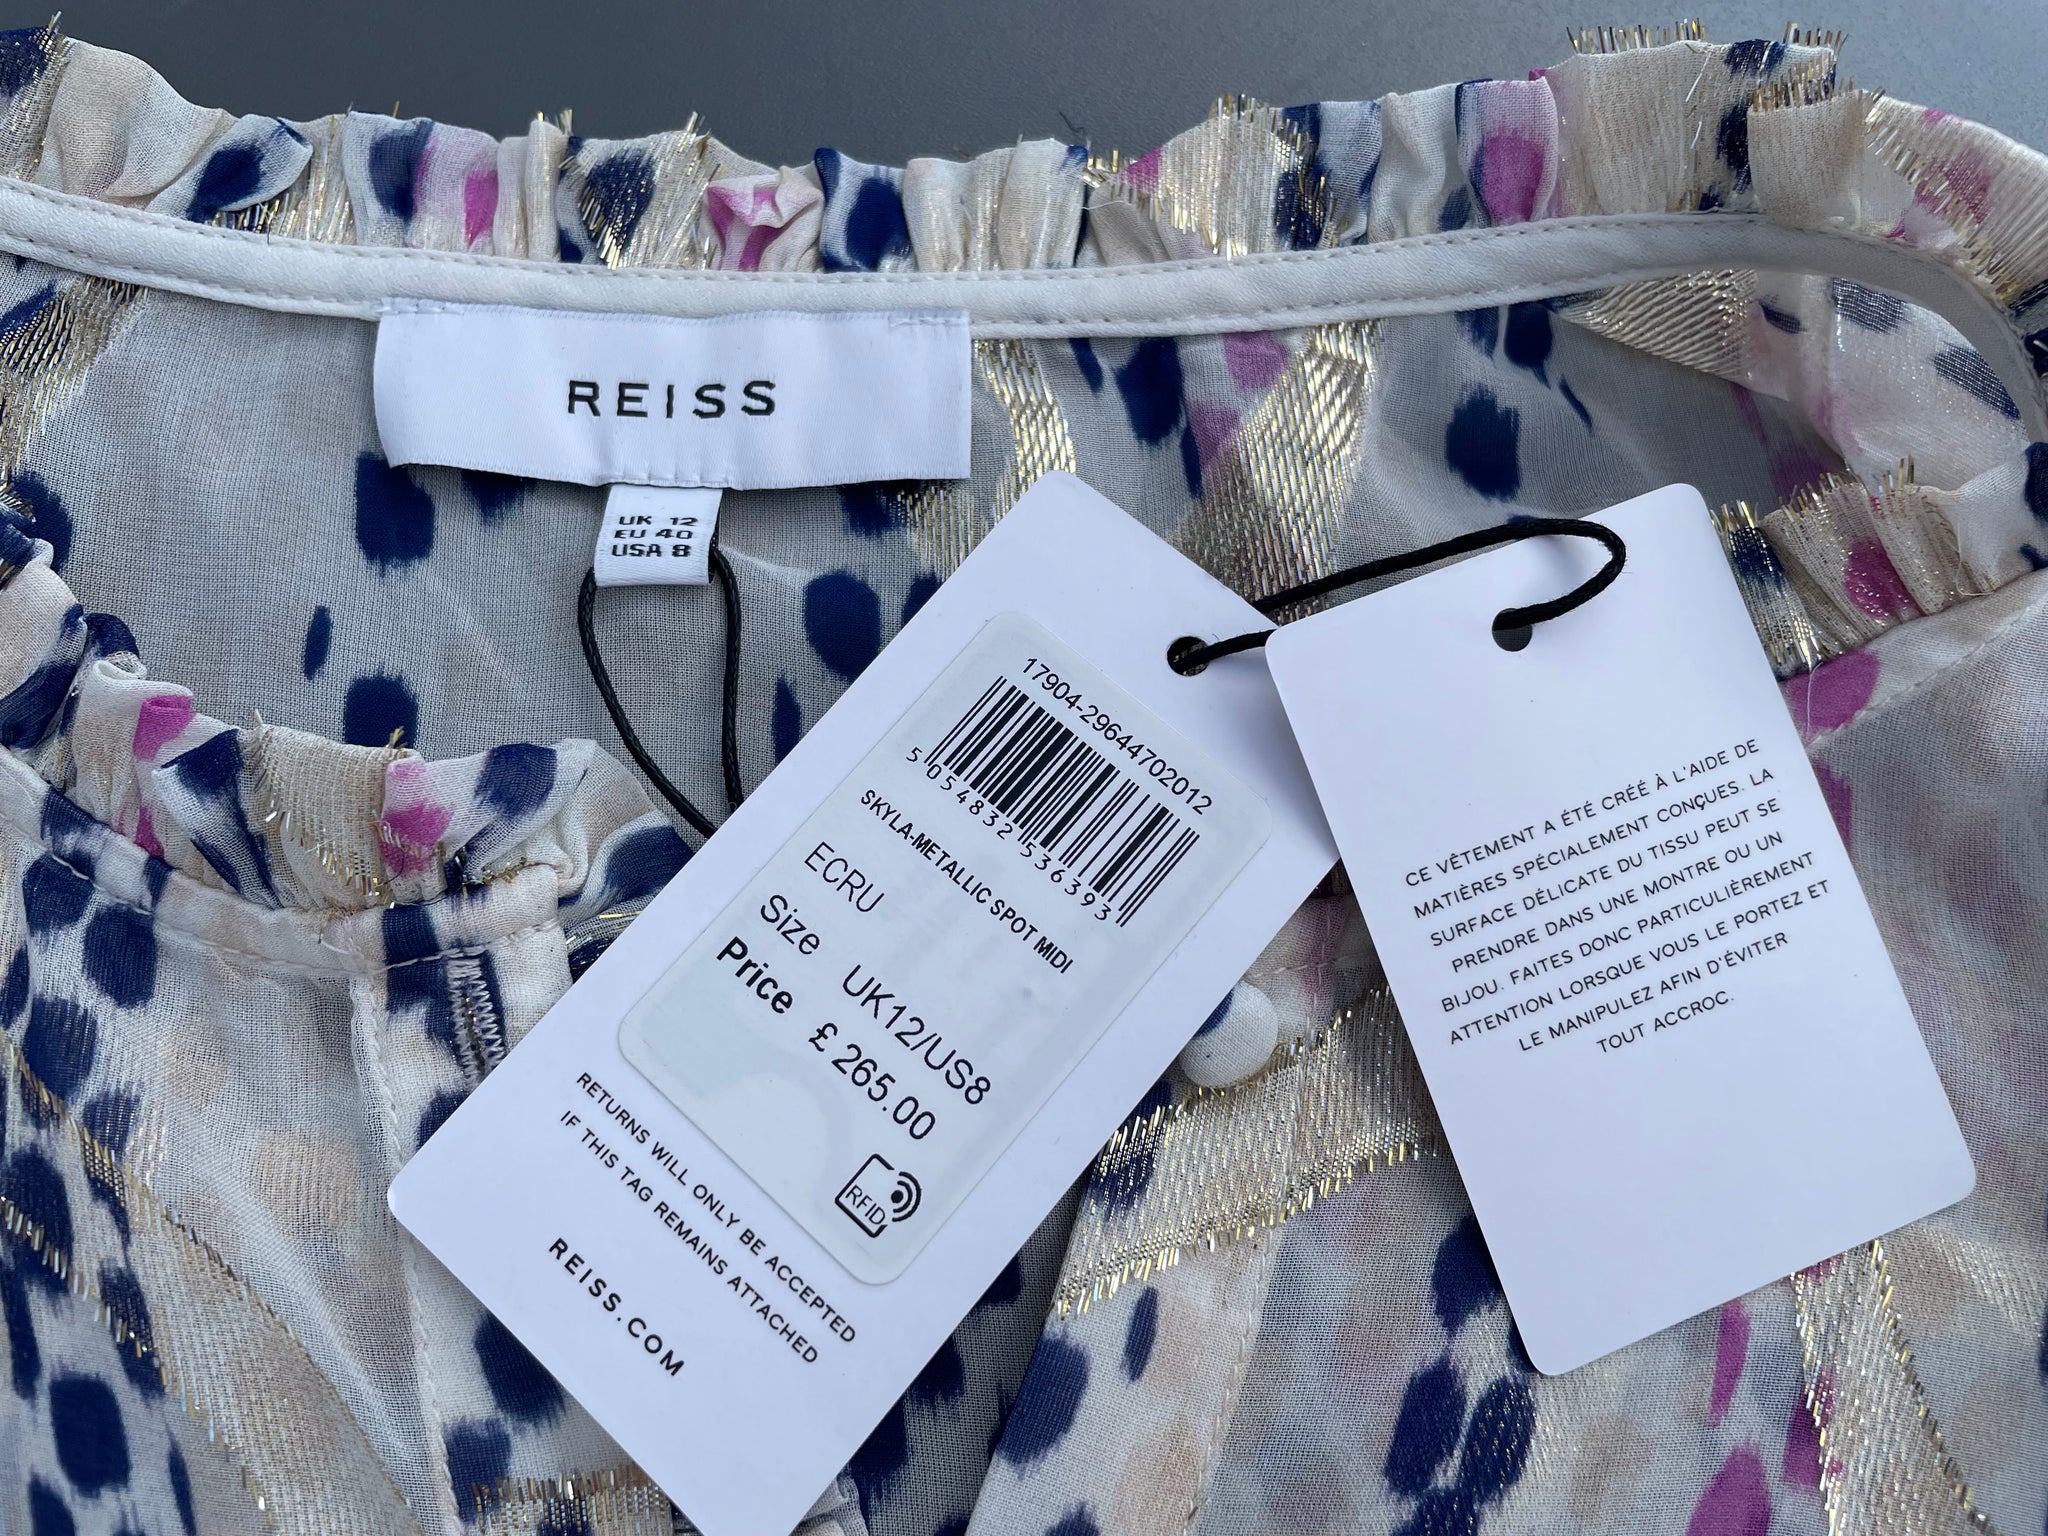 REISS
UK 12
EU 40
USA 8
17904-29644702012
5 054832 536393
SKYLA-METALLIC SPOT MIDI
ECRU
Size UK12/US8
Price £ 265.00
RFID
RETURNS WILL ONLY BE ACCEPTED
IF THIS TAG REMAINS ATTACHED
REISS.COM
CE VÊTEMENT A ÉTÉ CRÉÉ À L'AIDE DE
MATIÈRES SPÉCIALEMENT CONÇUES. LA
SURFACE DÉLICATE DU TISSU PEUT SE
PRENDRE DANS UNE MONTRE OU UN
BIJOU. FAITES DONC PARTICULIÈREMENT
ATTENTION LORSQUE VOUS LE PORTEZ ET
LE MANIPULEZ AFIN D'ÉVITER
TOUT ACCROC.